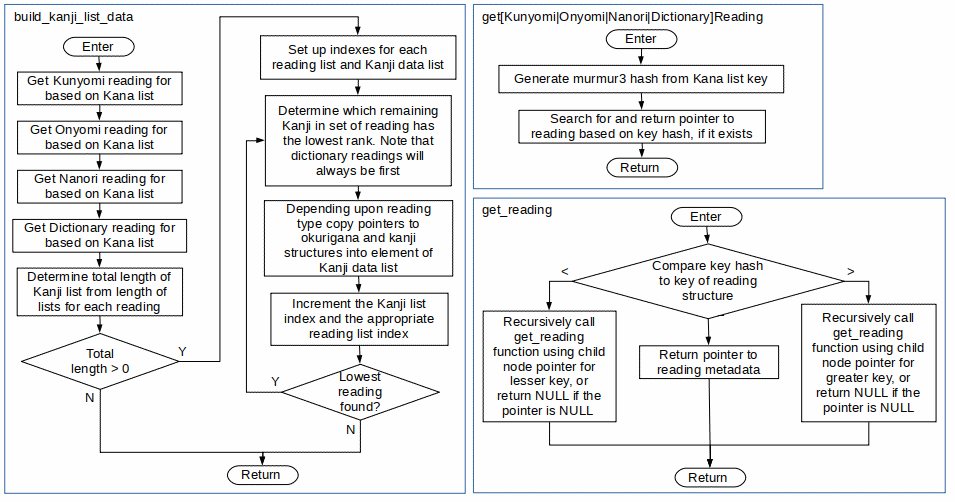 build_kanji_list_data
Enter
Get Kunyomi reading for
based on Kana list
Get Onyomi reading for
based on Kana list
Get Nanori reading for
based on Kana list
Get Dictionary reading for
based on Kana list
Determine total length of
Kanji list from length of
lists for each reading
Total
length > 0
Y
N
Set up indexes for each
reading list and Kanji data list
Determine which remaining
Kanji in set of reading has
the lowest rank. Note that
dictionary readings will
always be first
Depending upon reading
type copy pointers to
okurigana and kanji
structures into element of
Kanji data list
Increment the Kanji list
index and the appropriate
reading list index
Lowest
reading
found?
Y
N
Return
get[Kunyomi|Onyomi|Nanori|Dictionary]Reading
Enter
Generate murmur3 hash from Kana list key
Search for and return pointer to
reading based on key hash, if it exists
Return
get_reading
Enter
Compare key hash
to key of reading
structure
<
>
Recursively call
get_reading
function using child
node pointer for
lesser key, or
return NULL if the
pointer is NULL
Return pointer to
reading metadata
Recursively call
get_reading
function using child
node pointer for
greater key, or
return NULL if the
pointer is NULL
Return